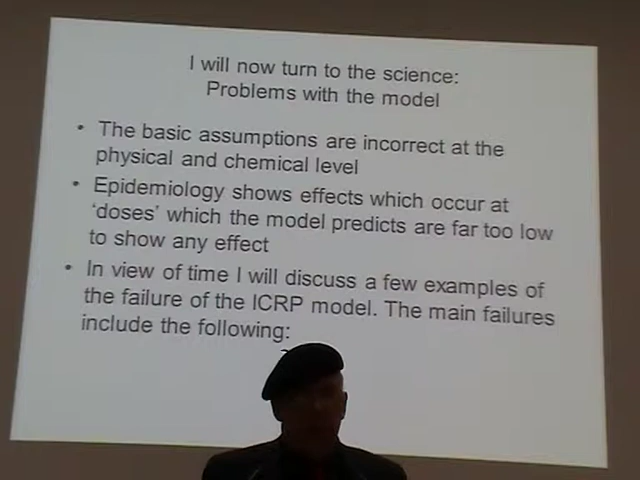 I will now turn to the science:
Problems with the model
• The basic assumptions are incorrect at the
physical and chemical level
• Epidemiology shows effects which occur at
'doses' which the model predicts are far too low
to show any effect
• In view of time I will discuss a few examples of
the failure of the ICRP model. The main failures
include the following: